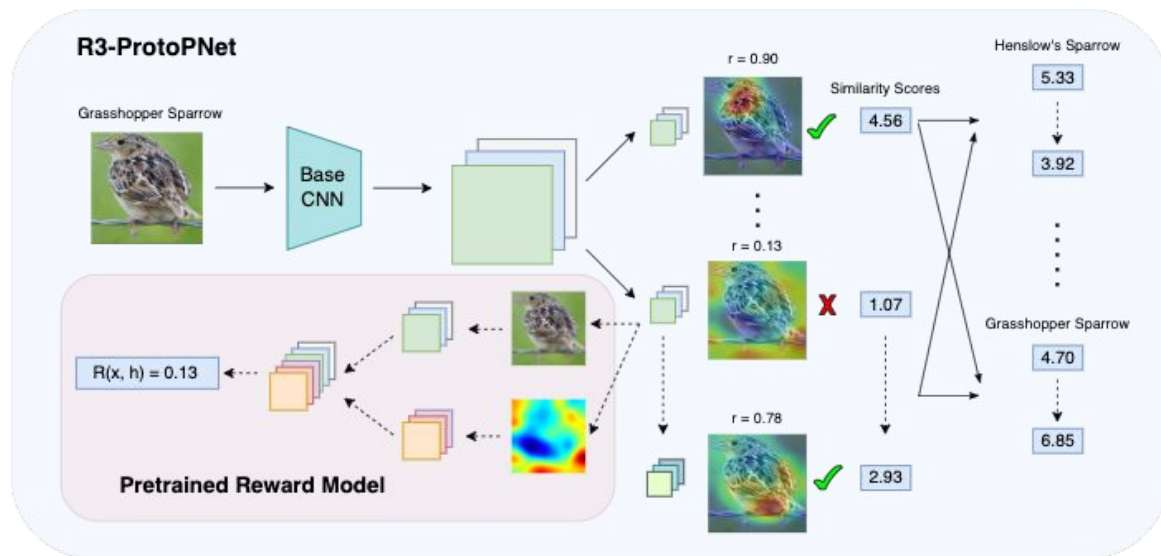 R3-ProtoPNet
Grasshopper Sparrow
Base
CNN
r = 0.90
Similarity Scores
4.56
Henslow's Sparrow
5.33
3.92
r = 0.13
X
1.07
Grasshopper Sparrow
4.70
6.85
R(x, h) = 0.13
Pretrained Reward Model
r = 0.78
2.93